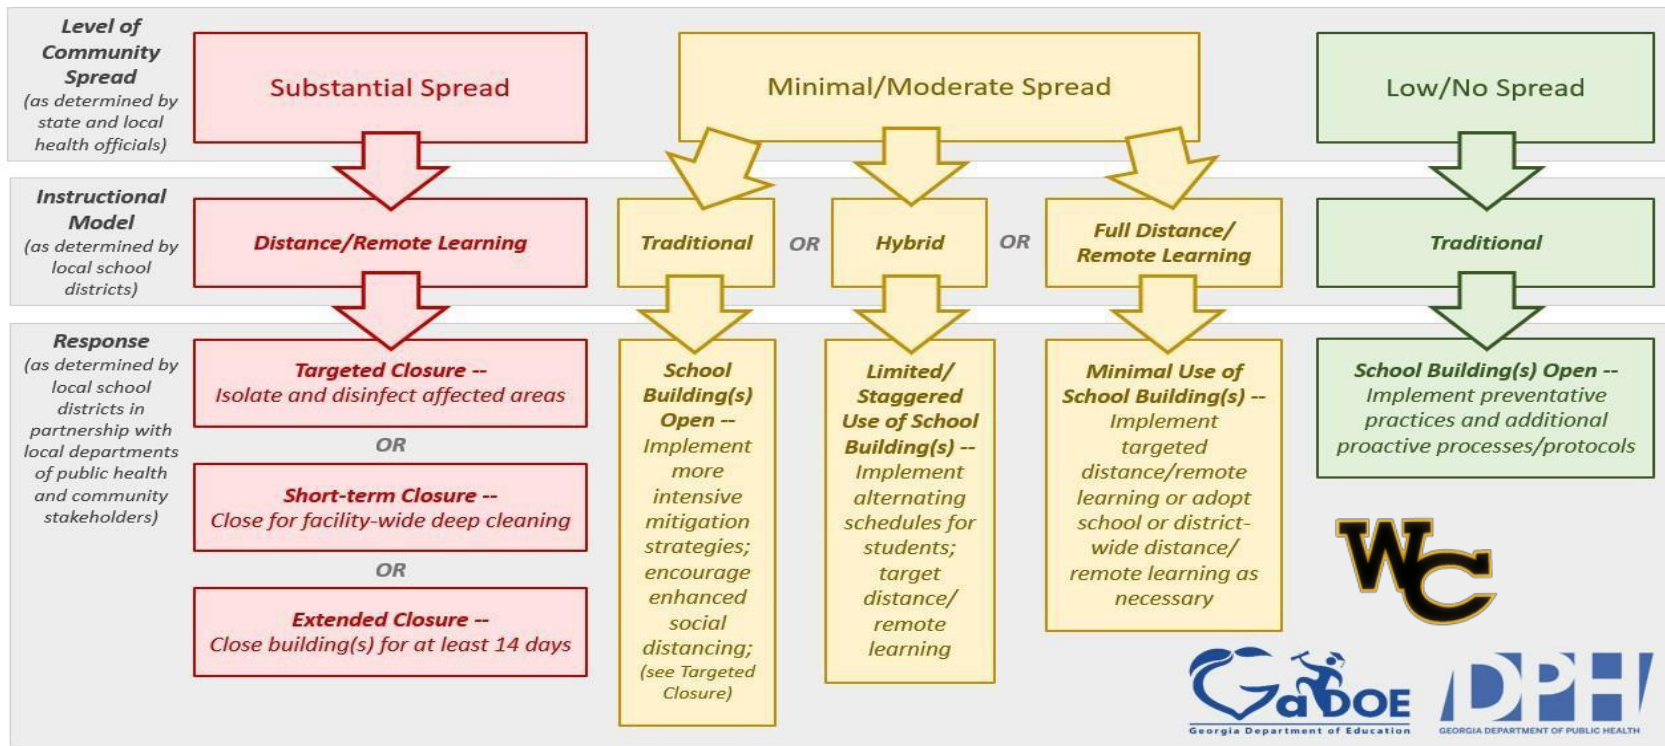 Level of
Community
Spread
(as determined by
state and local
health officials)
Substantial Spread
Minimal/Moderate Spread
Low/No Spread
Instructional
Model
(as determined by
local school
districts)
Distance/Remote Learning
Traditional
OR
Hybrid
OR
Full Distance/
Remote Learning
Traditional
Response
(as determined by
local school
districts in
partnership with
local departments
of public health
and community
stakeholders)
Targeted Closure --
Isolate and disinfect affected areas
OR
Short-term Closure --
Close for facility-wide deep cleaning
OR
Extended Closure --
Close building(s) for at least 14 days
School
Building(s)
Open --
Implement
more
intensive
mitigation
strategies;
encourage
enhanced
social
distancing;
(see Targeted
Closure)
Limited/
Staggered
Use of School
Building(s) --
Implement
alternating
schedules for
students;
target
distance/
remote
learning
Minimal Use of
School Building(s) --
Implement
targeted
distance/remote
learning or adopt
school or district-
wide distance/
remote learning as
necessary
School Building(s) Open --
Implement preventative
practices and additional
proactive processes/protocols
WC
GaDOE
Georgia Department of Education
DPH
GEORGIA DEPARTMENT OF PUBLIC HEALTH